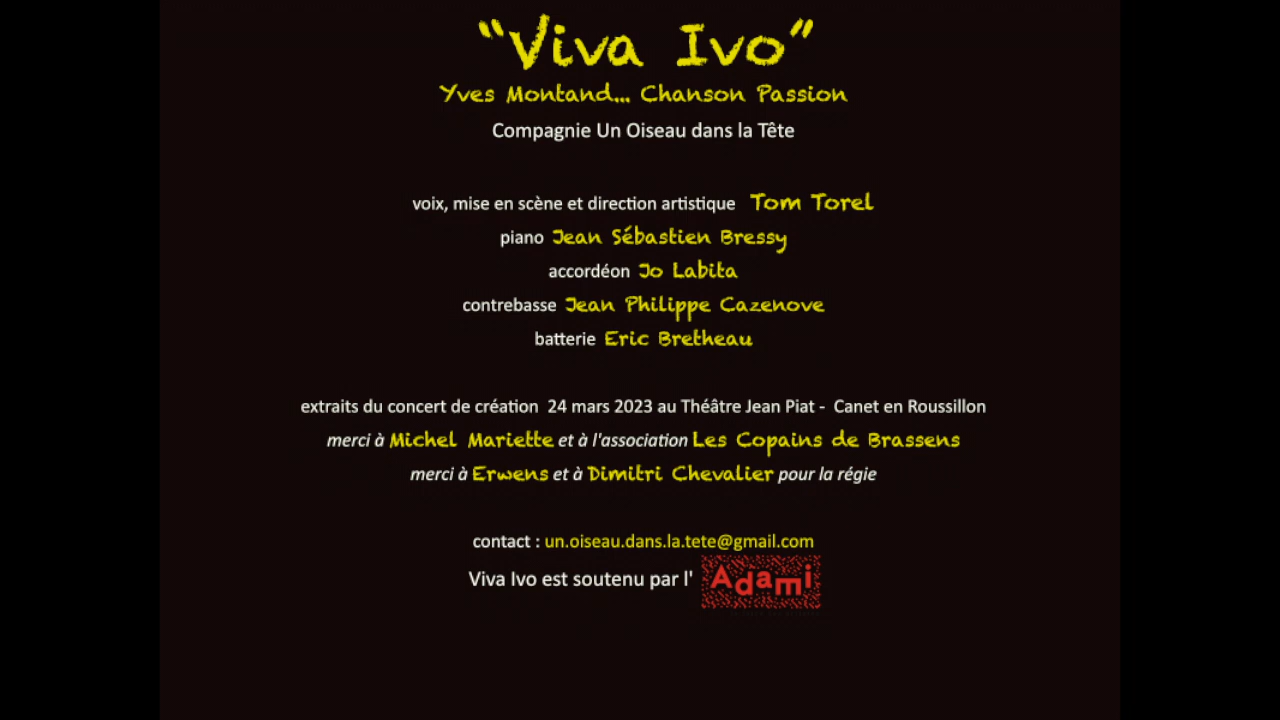 “Viva Ivo”
Yves Montand... Chanson Passion
Compagnie Un Oiseau dans la Tête
voix, mise en scène et direction artistique Tom Torel
piano Jean Sébastien Bressy
accordéon Jo Labita
contrebasse Jean Philippe Cazenove
batterie Eric Bretheau
extraits du concert de création 24 mars 2023 au Théâtre Jean Piat - Canet en Roussillon
merci à Michel Mariette et à l'association Les Copains de Brassens
merci à Erwens et à Dimitri Chevalier pour la régie
contact : un.oiseau.dans.la.tete@gmail.com
Viva Ivo est soutenu par l' Adami